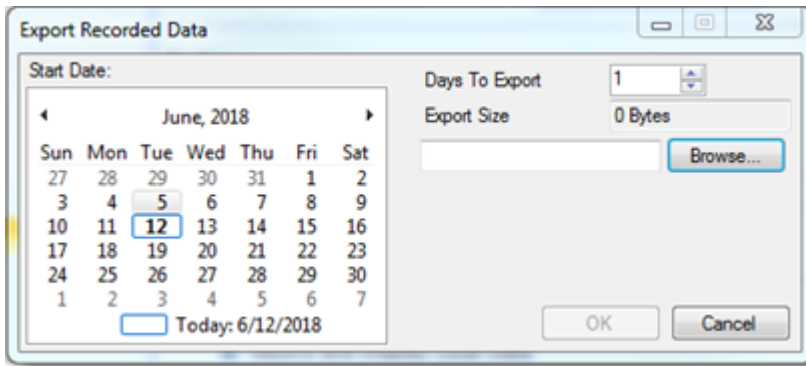 Export Recorded Data
Start Date:
June, 2018
Sun Mon Tue Wed Thu Fri Sat
27 28 29 30 31 1 2
3 4 5 6 7 8 9
10 11 12 13 14 15 16
17 18 19 20 21 22 23
24 25 26 27 28 29 30
1 2 3 4 5 6 7
Today: 6/12/2018
Days To Export 1
Export Size 0 Bytes
Browse...
OK Cancel